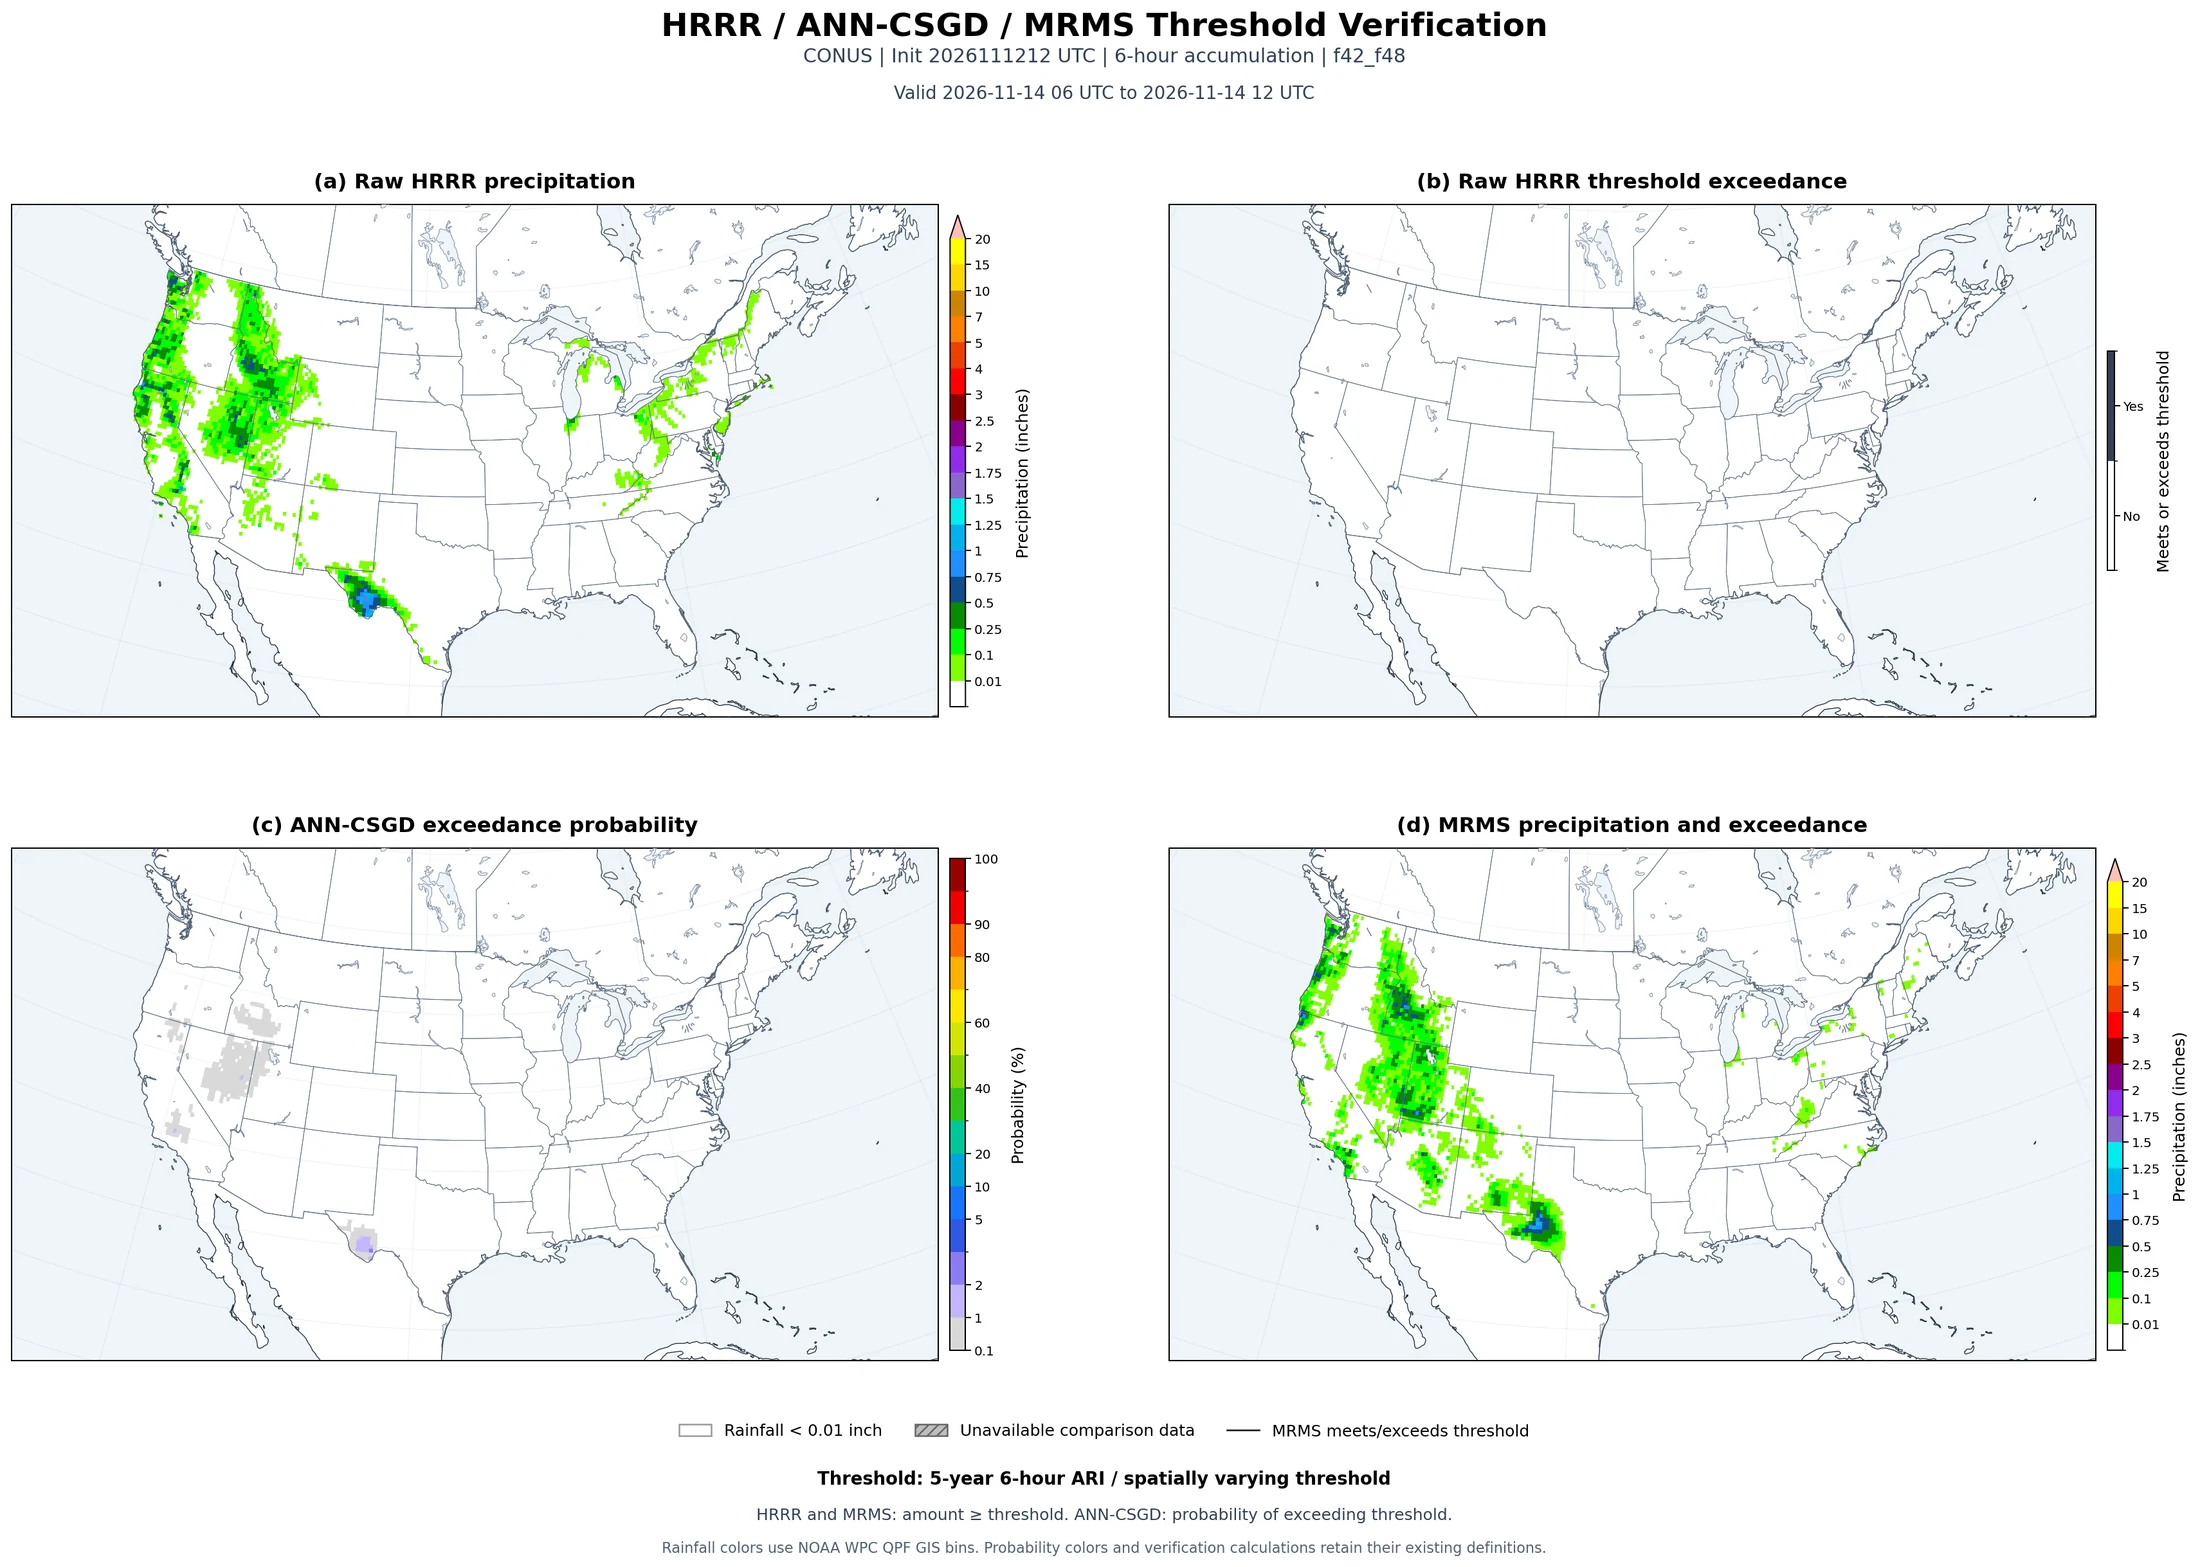 HRRR / ANN-CSGD / MRMS Threshold Verification
CONUS | Init 2026111212 UTC | 6-hour accumulation | f42_f48
Valid 2026-11-14 06 UTC to 2026-11-14 12 UTC
(a) Raw HRRR precipitation
20
15
10
7
5
4
3
2.5
2
1.75
1.5
1.25
1
0.75
0.5
0.25
0.1
0.01
Precipitation (inches)
(b) Raw HRRR threshold exceedance
Yes
No
Meets or exceeds threshold
(c) ANN-CSGD exceedance probability
100
90
80
60
40
20
10
5
2
1
0.1
Probability (%)
(d) MRMS precipitation and exceedance
20
15
10
7
5
4
3
2.5
2
1.75
1.5
1.25
1
0.75
0.5
0.25
0.1
0.01
Precipitation (inches)
Rainfall < 0.01 inch
Unavailable comparison data
MRMS meets/exceeds threshold
Threshold: 5-year 6-hour ARI / spatially varying threshold
HRRR and MRMS: amount ≥ threshold. ANN-CSGD: probability of exceeding threshold.
Rainfall colors use NOAA WPC QPF GIS bins. Probability colors and verification calculations retain their existing definitions.